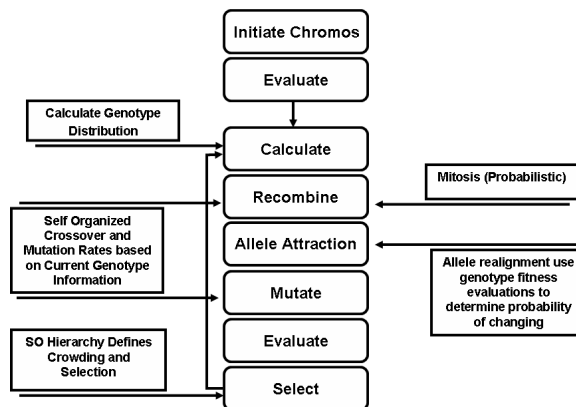 Initiate Chromos
Evaluate
Calculate Genotype
Distribution
Calculate
Mitosis (Probabilistic)
Recombine
Self Organized
Crossover and
Mutation Rates based
on Current Genotype
Information
Allele Attraction
Allele realignment use
genotype fitness
evaluations to
determine probability
of changing
Mutate
Evaluate
SO Hierarchy Defines
Crowding and
Selection
Select